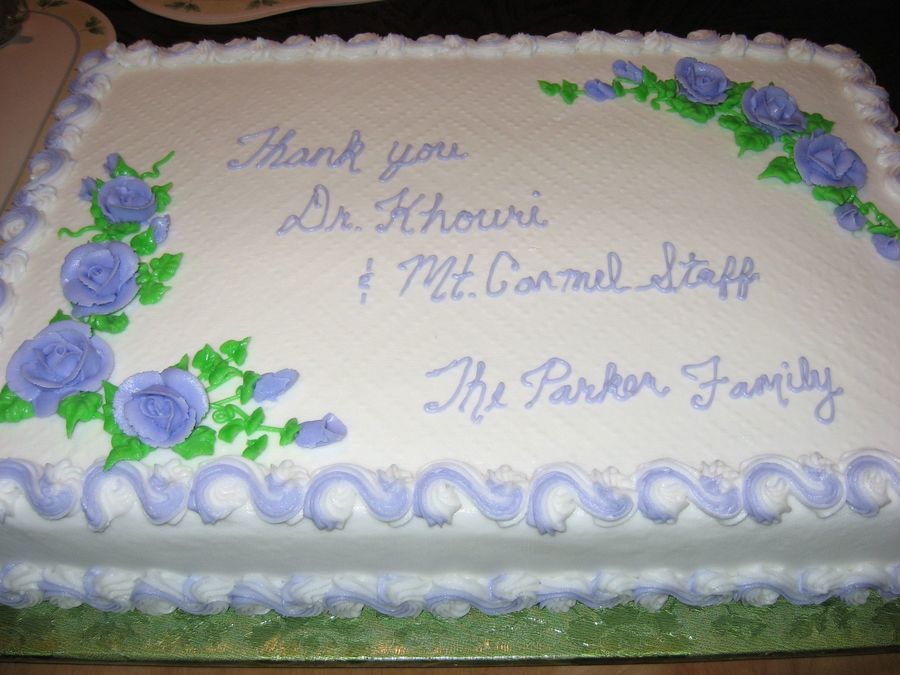 Thank you
Dr. Khouri
& Mt. Carmel Staff
The Parker Family